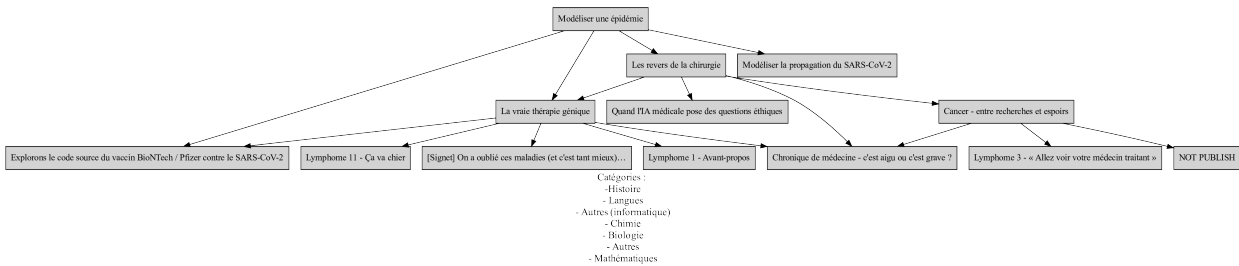 Modéliser une épidémie
Les revers de la chirurgie
Modéliser la propagation du SARS-CoV-2
La vraie thérapie génique
Quand l'IA médicale pose des questions éthiques
Cancer - entre recherches et espoirs
Explorons le code source du vaccin BioNTech / Pfizer contre le SARS-CoV-2
Lymphome 11 - Ça va chier
[Signet] On a oublié ces maladies (et c'est tant mieux)…
Lymphome 1 - Avant-propos
Chronique de médecine - c'est aigu ou c'est grave ?
Lymphome 3 - « Allez voir votre médecin traitant »
NOT PUBLISH
Catégories :
-Histoire
- Langues
- Autres (informatique)
- Chimie
- Biologie
- Autres
- Mathématiques